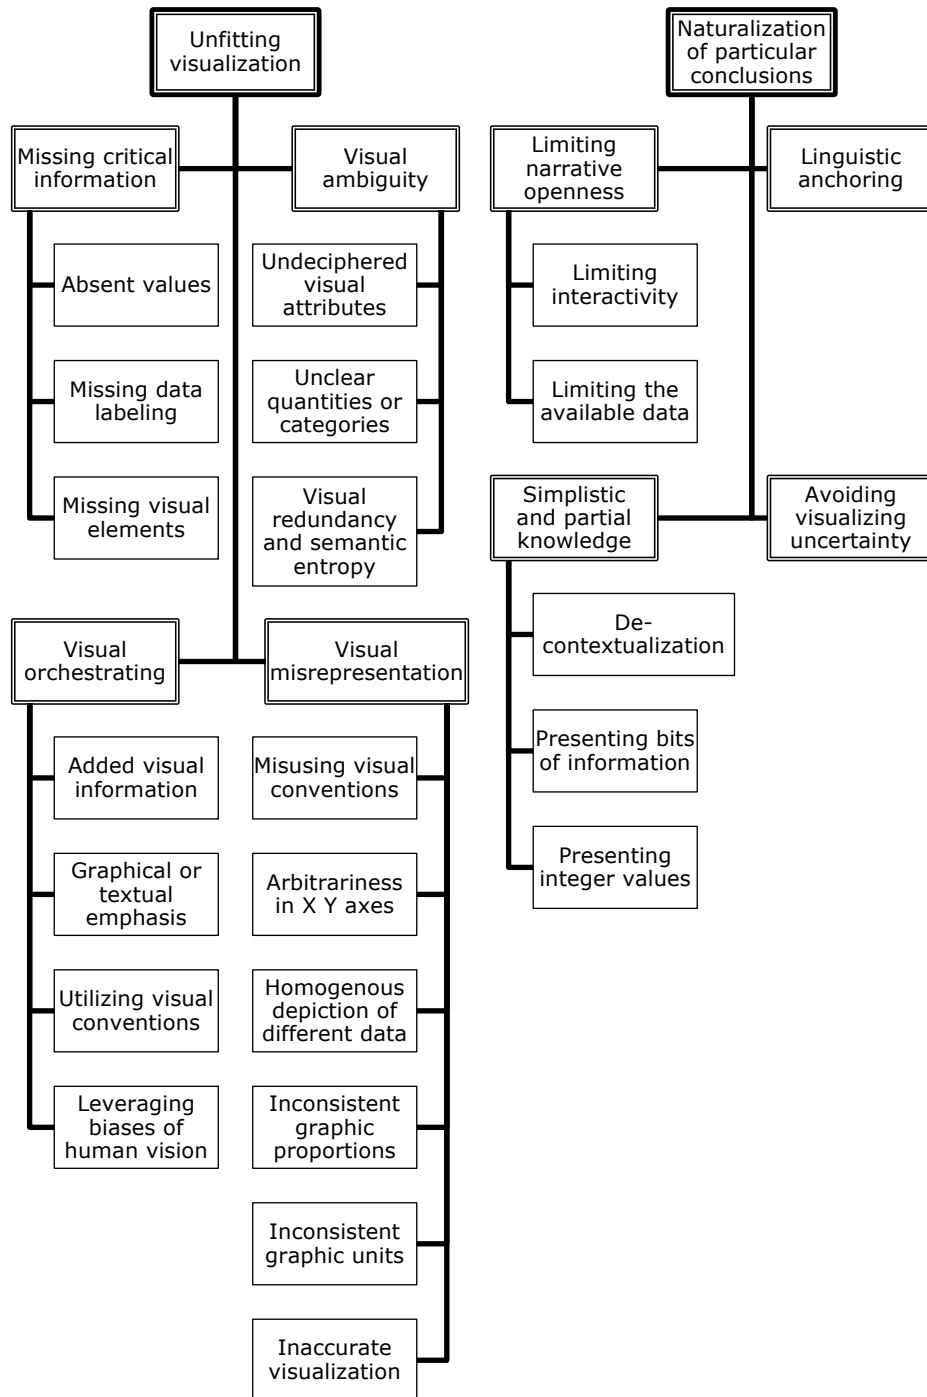 Unfitting
visualization
Missing critical
information
Visual
ambiguity
Absent values
Missing data
labeling
Missing visual
elements
Undeciphered
visual
attributes
Unclear
quantities or
categories
Visual
redundancy
and semantic
entropy
Visual
orchestrating
Visual
misrepresentation
Added visual
information
Graphical or
textual
emphasis
Utilizing visual
conventions
Leveraging
biases of
human vision
Misusing visual
conventions
Arbitrariness
in X Y axes
Homogenous
depiction of
different data
Inconsistent
graphic
proportions
Inconsistent
graphic units
Inaccurate
visualization
Naturalization
of particular
conclusions
Limiting
narrative
openness
Linguistic
anchoring
Limiting
interactivity
Limiting the
available data
Simplistic
and partial
knowledge
Avoiding
visualizing
uncertainty
De-
contextualization
Presenting bits
of information
Presenting
integer values